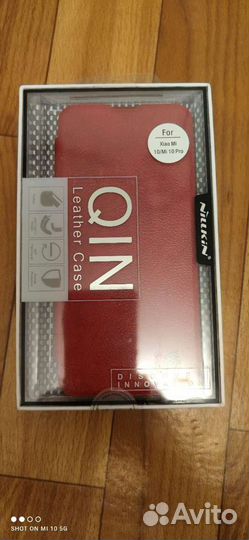 For
Xiao Mi
10/Mi 10 Pro
NILLKIN
QIN
Leather Case
SHOT ON MI 10 5G
Avito